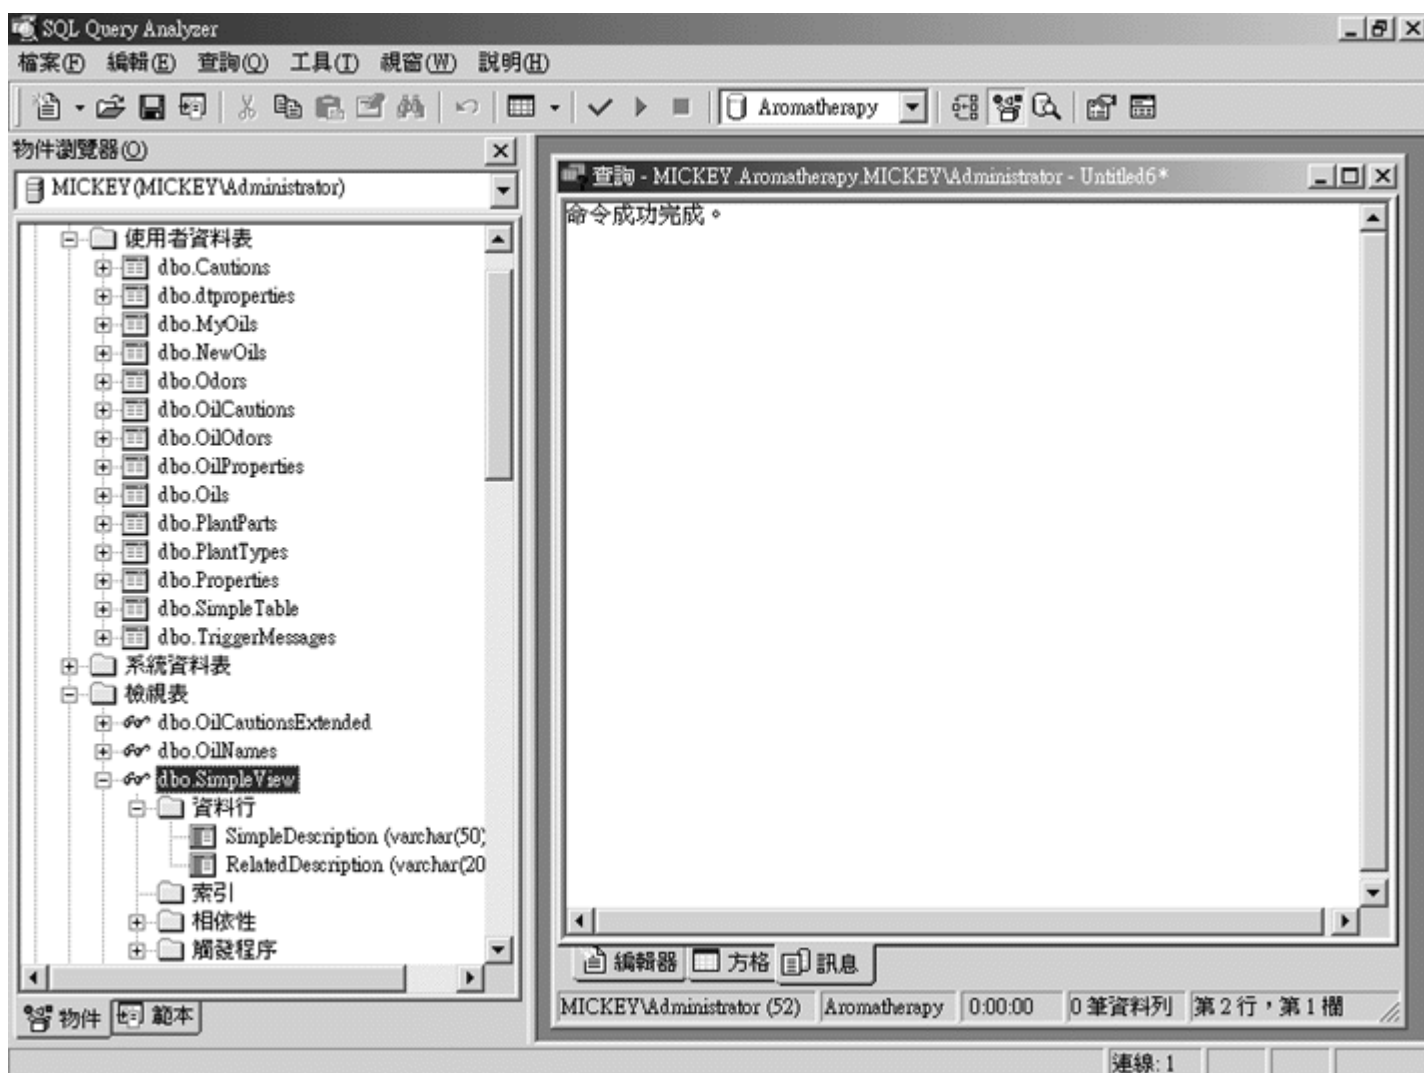 SQL Query Analyzer
檔案(F) 編輯(E) 查詢(Q) 工具(T) 視窗(W) 說明(H)
Aromatherapy
物件瀏覽器(O)
MICKEY(MICKEY\Administrator)
使用者資料表
dbo.Cautions
dbo.dtproperties
dbo.MyOils
dbo.NewOils
dbo.Odors
dbo.OilCautions
dbo.OilOdors
dbo.OilProperties
dbo.Oils
dbo.PlantParts
dbo.PlantTypes
dbo.Properties
dbo.SimpleTable
dbo.TriggerMessages
系統資料表
檢視表
dbo.OilCautionsExtended
dbo.OilNames
dbo.SimpleView
資料行
SimpleDescription (varchar(50)
RelatedDescription (varchar(20
索引
相依性
觸發程序
物件 範本
查詢 - MICKEY.Aromatherapy.MICKEY\Administrator - Untitled6*
命令成功完成。
編輯器 方格 訊息
MICKEY\Administrator (52) Aromatherapy 0:00:00 0 筆資料列 第 2 行，第 1 欄
連線: 1